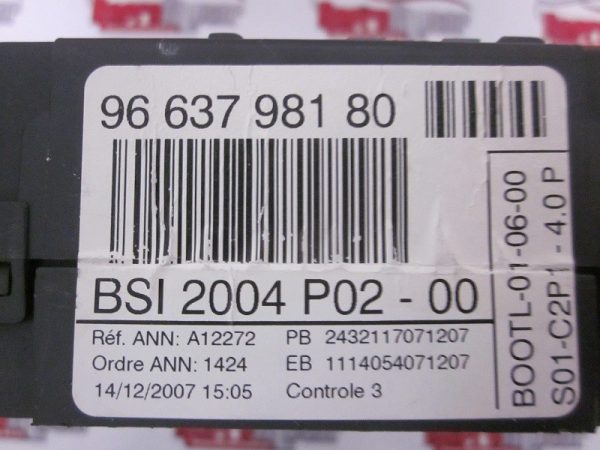 96 637 981 80
BSI 2004 P02 - 00
Réf. ANN: A12272 PB 2432117071207
Ordre ANN: 1424 EB 1114054071207
14/12/2007 15:05 Controle 3
BOOTL-01-06-00
S01-C2P1 - 4.0 P